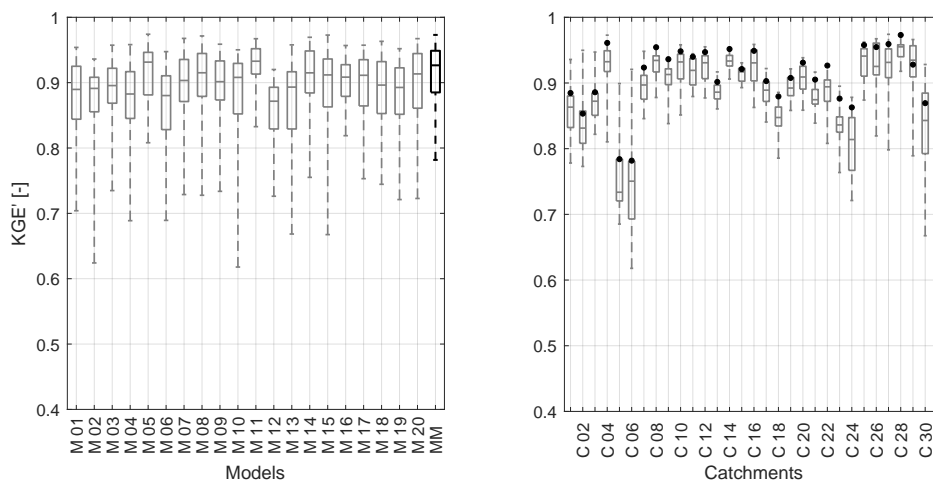 1
0.9
0.8
0.7
0.6
0.5
0.4
KGE' [-]
M 01
M 02
M 03
M 04
M 05
M 06
M 07
M 08
M 09
M 10
M 11
M 12
M 13
M 14
M 15
M 16
M 17
M 18
M 19
M 20
MM
Models
1
0.9
0.8
0.7
0.6
0.5
0.4
C 02
C 04
C 06
C 08
C 10
C 12
C 14
C 16
C 18
C 20
C 22
C 24
C 26
C 28
C 30
Catchments